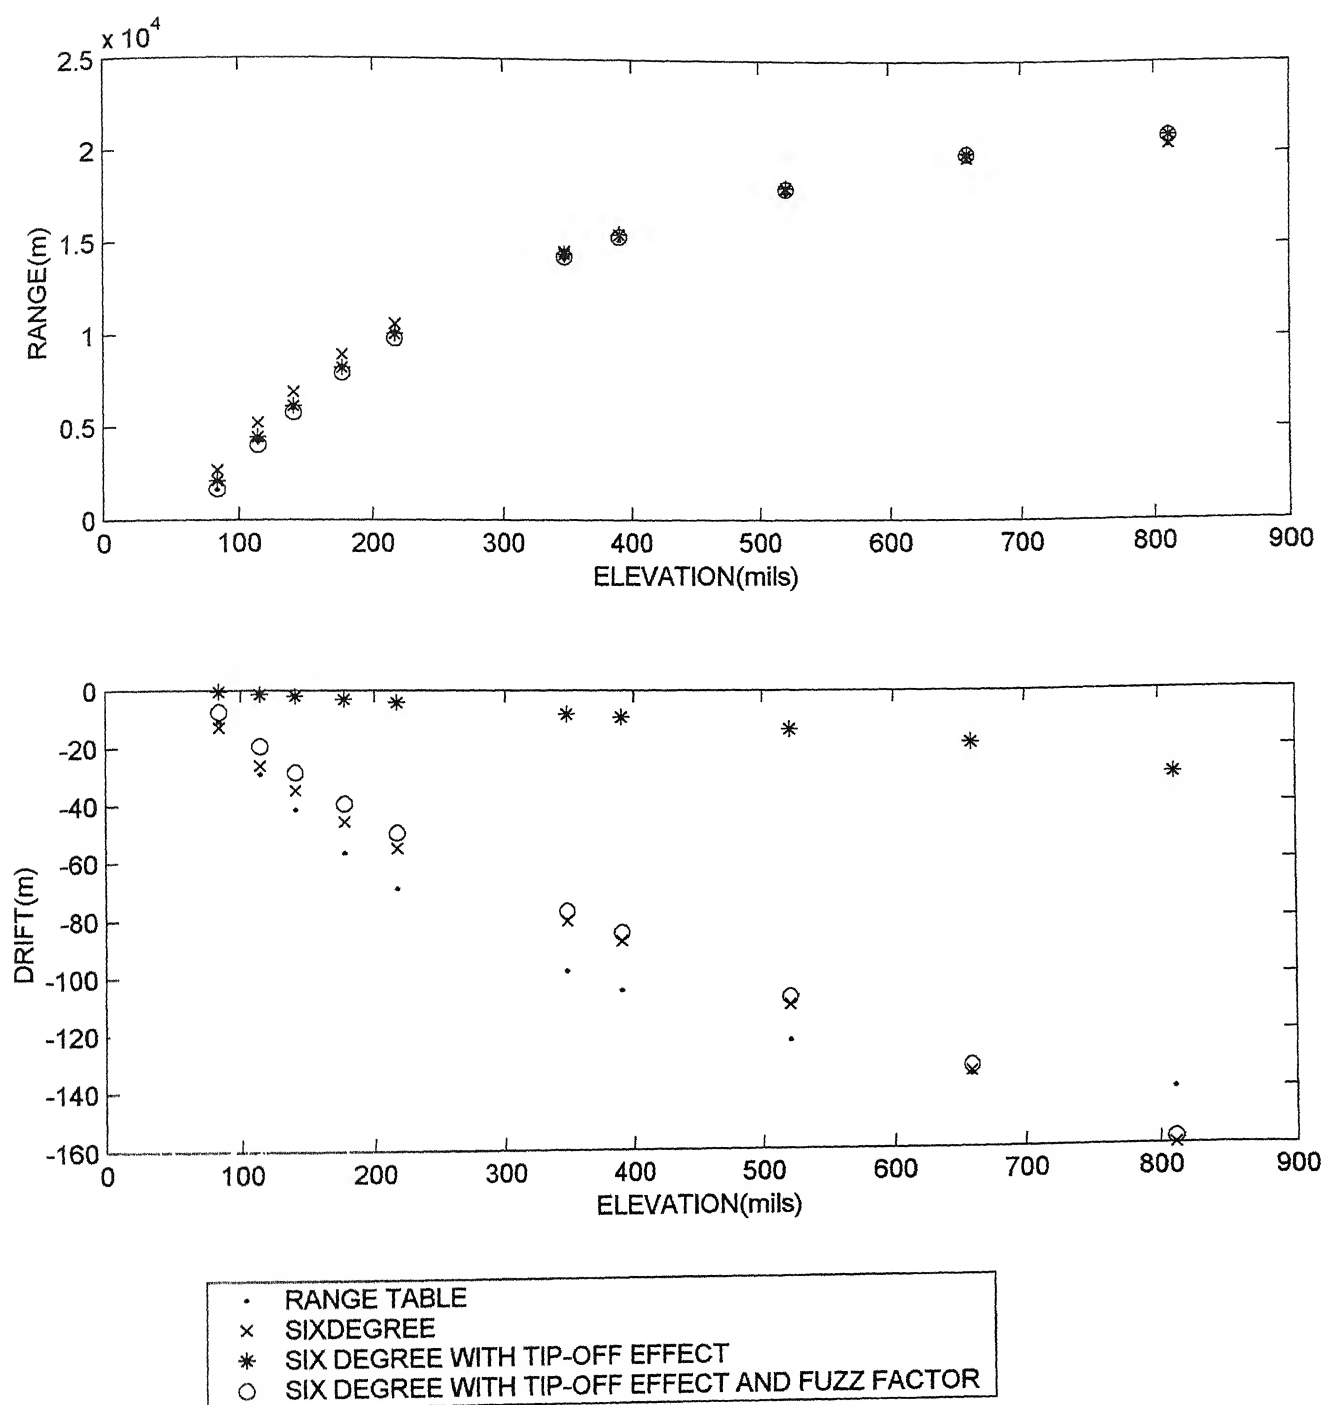 x 10⁴
2.5
2
1.5
1
0.5
0
RANGE(m)
0 100 200 300 400 500 600 700 800 900
ELEVATION(mils)
0
-20
-40
-60
-80
-100
-120
-140
-160
DRIFT(m)
0 100 200 300 400 500 600 700 800 900
ELEVATION(mils)
RANGE TABLE
SIXDEGREE
SIX DEGREE WITH TIP-OFF EFFECT
SIX DEGREE WITH TIP-OFF EFFECT AND FUZZ FACTOR